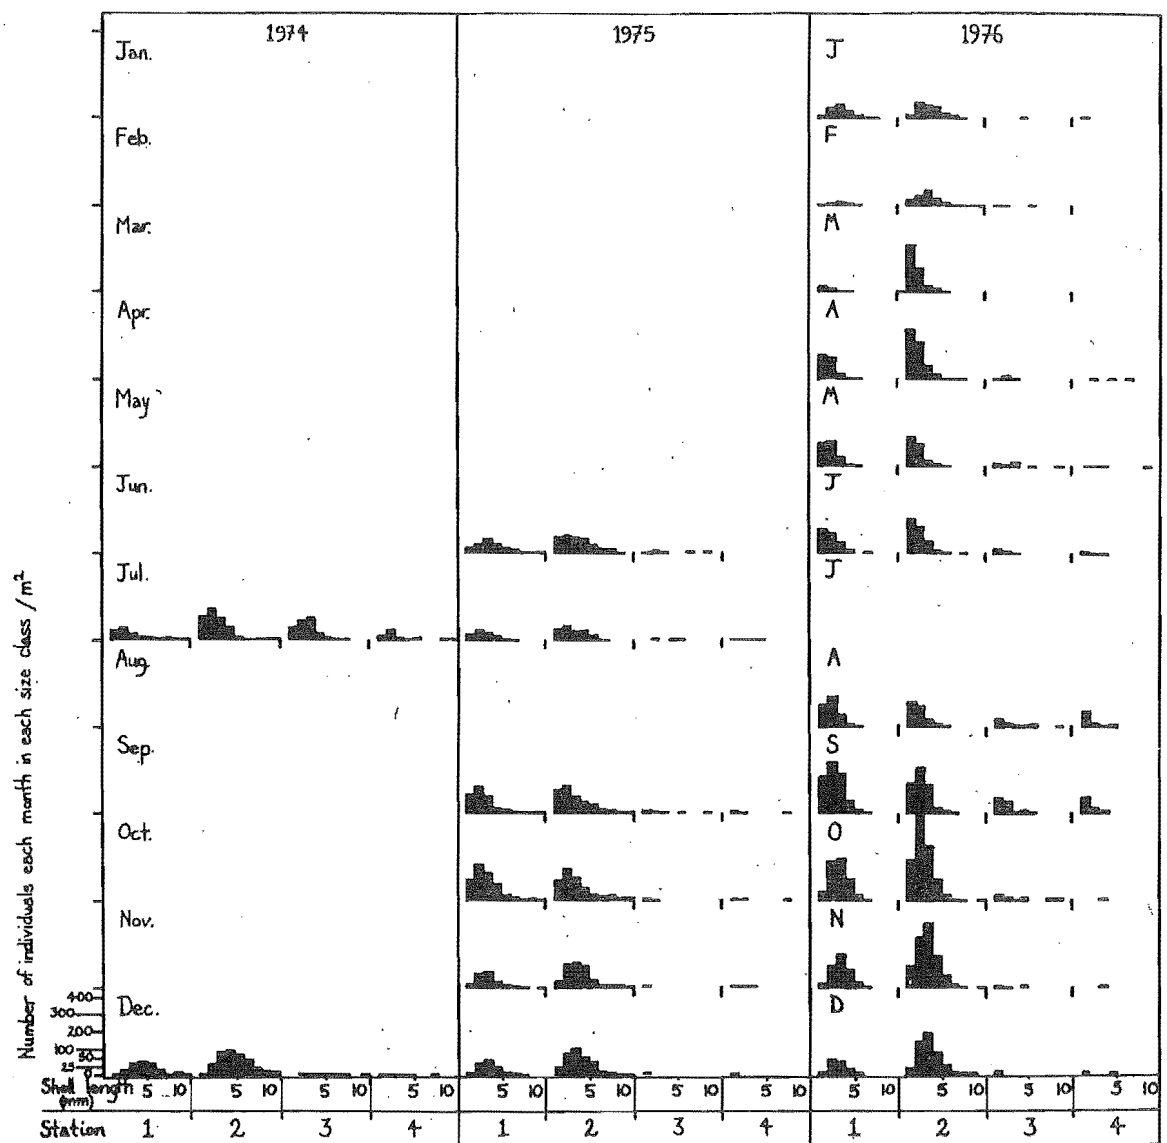 1974 1975 1976
Jan. J
Feb. F
Mar. M
Apr. A
May M
Jun. J
Jul. J
Aug. A
Sep. S
Oct. O
Nov. N
Dec. D
Number of individuals each month in each size class / m²
400
300
200
100
50
25
0
Shell length 5 10 5 10 5 10 5 10 5 10 5 10 5 10 5 10 5 10 5 10 5 10 5 10
(mm)
Station 1 2 3 4 1 2 3 4 1 2 3 4